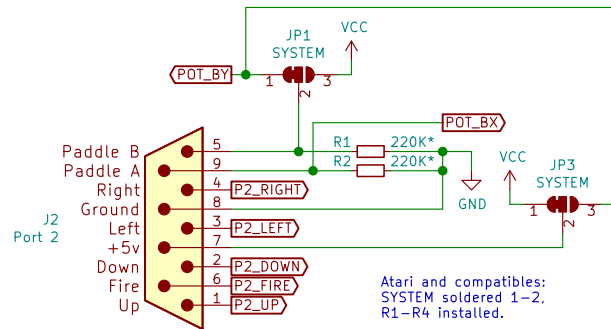 JP1
SYSTEM
VCC
POT_BY
1
3
2
POT_BX
Paddle B
5
R1
220K*
Paddle A
9
R2
220K*
VCC
JP3
SYSTEM
Right
4
P2_RIGHT
GND
1
3
2
J2
Port 2
Ground
8
Left
3
P2_LEFT
+5v
7
Down
2
P2_DOWN
Fire
6
P2_FIRE
Up
1
P2_UP
Atari and compatibles:
SYSTEM soldered 1-2,
R1-R4 installed.